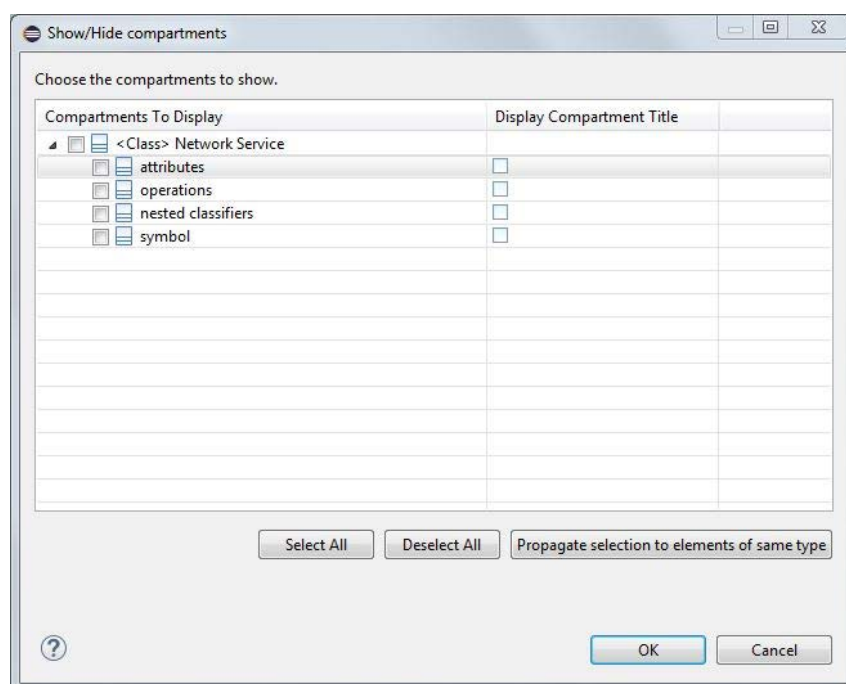 Show/Hide compartments
Choose the compartments to show.
Compartments To Display Display Compartment Title
<Class> Network Service
attributes
operations
nested classifiers
symbol
Select All Deselect All Propagate selection to elements of same type
? OK Cancel